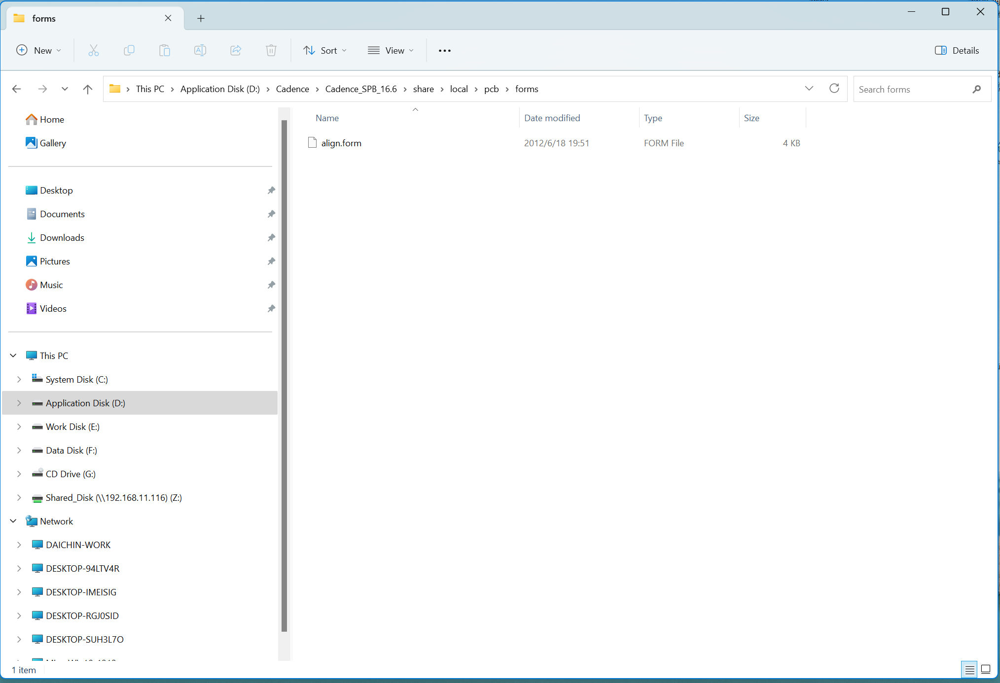 forms
New
Sort
View
Details
This PC
Application Disk (D:)
Cadence
Cadence_SPB_16.6
share
local
pcb
forms
Search forms
Home
Gallery
Desktop
Documents
Downloads
Pictures
Music
Videos
This PC
System Disk (C:)
Application Disk (D:)
Work Disk (E:)
Data Disk (F:)
CD Drive (G:)
Shared_Disk (\\192.168.11.116) (Z:)
Network
DAICHIN-WORK
DESKTOP-94LTV4R
DESKTOP-IMEISIG
DESKTOP-RGJ0SID
DESKTOP-SUH3L7O
Name Date modified Type Size
align.form 2012/6/18 19:51 FORM File 4 KB
1 item